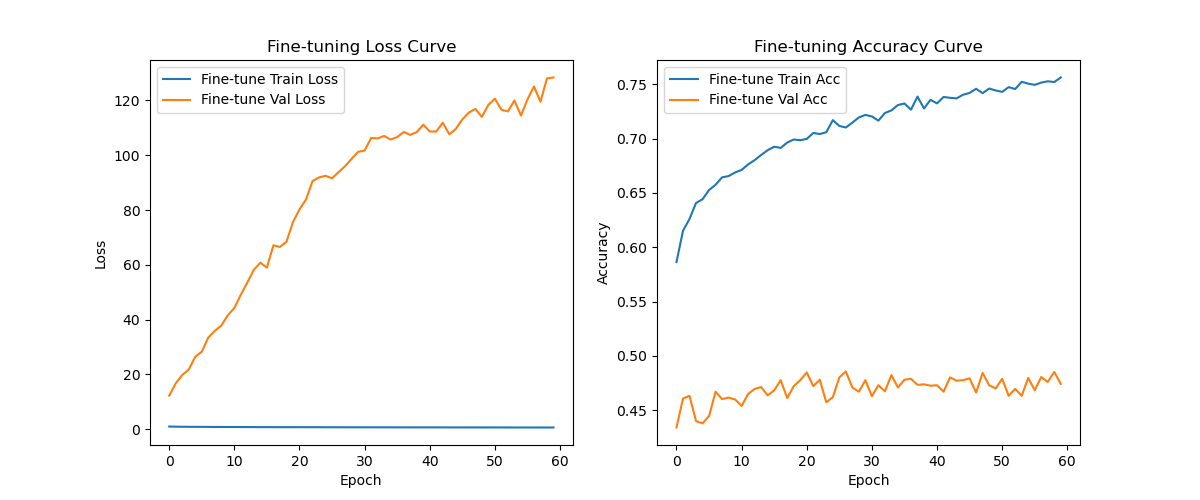 Fine-tuning Loss Curve
Fine-tune Train Loss
Fine-tune Val Loss
120
100
80
60
40
20
0
Loss
0 10 20 30 40 50 60
Epoch
Fine-tuning Accuracy Curve
Fine-tune Train Acc
Fine-tune Val Acc
0.75
0.70
0.65
0.60
0.55
0.50
0.45
Accuracy
0 10 20 30 40 50 60
Epoch